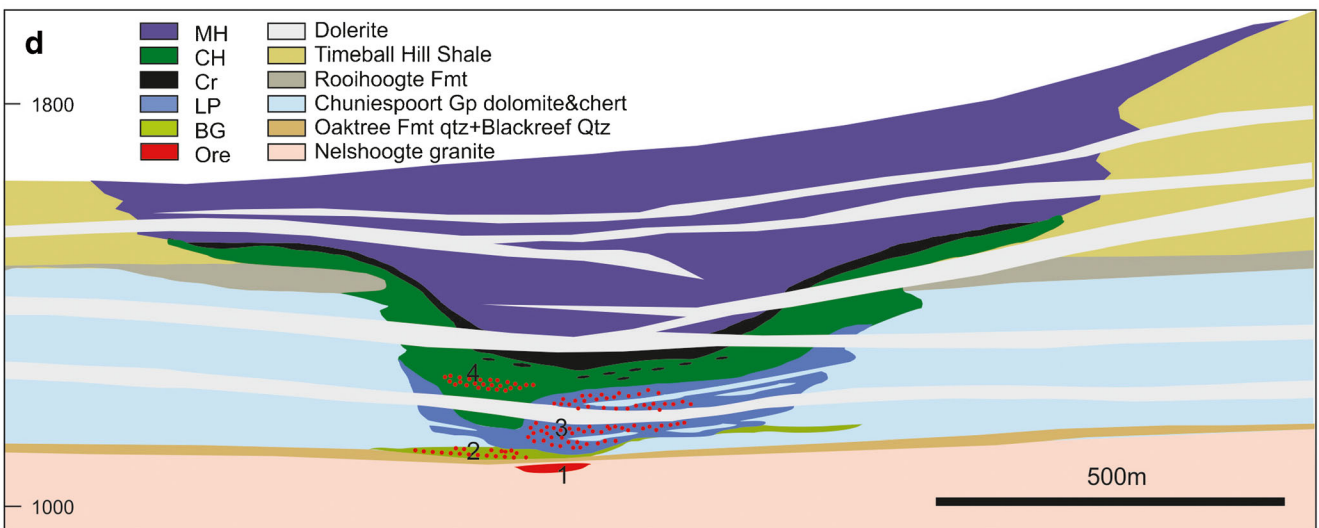 d
MH
CH
Cr
LP
BG
Ore
Dolerite
Timeball Hill Shale
Rooihoogte Fmt
Chuniespoort Gp dolomite&chert
Oaktree Fmt qtz+Blackreef Qtz
Nelshoogte granite
1800
4
3
2
1
500m
1000